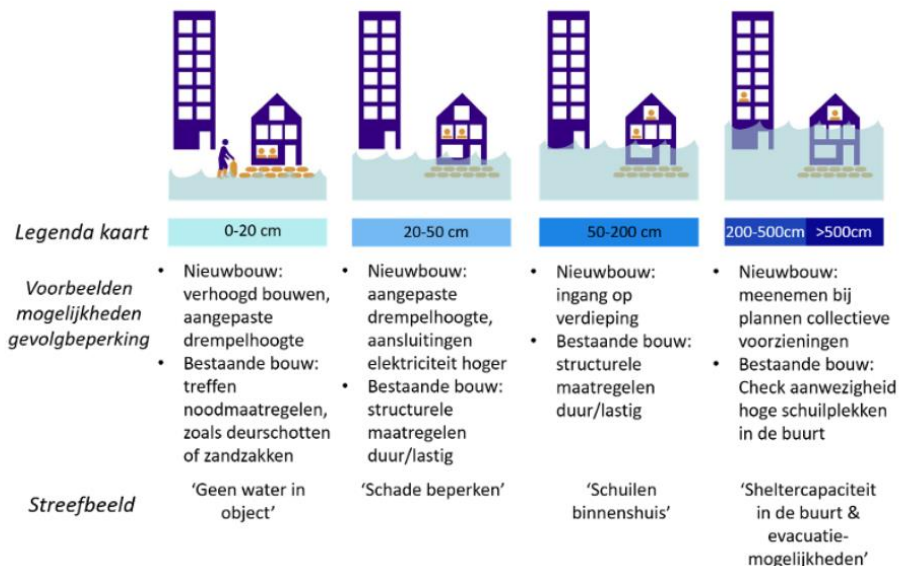 Legenda kaart
0-20 cm
20-50 cm
50-200 cm
200-500cm
>500cm
Voorbeelden
mogelijkheden
gevolgbeperking
• Nieuwbouw:
verhoogd bouwen,
aangepaste
drempelhoogte
• Bestaande bouw:
treffen
noodmaatregelen,
zoals deurschotten
of zandzakken
• Nieuwbouw:
aangepaste
drempelhoogte,
aansluitingen
elektriciteit hoger
• Bestaande bouw:
structurele
maatregelen
duur/lastig
• Nieuwbouw:
ingang op
verdieping
• Bestaande bouw:
structurele
maatregelen
duur/lastig
• Nieuwbouw:
meenemen bij
plannen collectieve
voorzieningen
• Bestaande bouw:
Check aanwezigheid
hoge schuilplekken
in de buurt
Streefbeeld
‘Geen water in
object’
‘Schade beperken’
‘Schuilen
binnenshuis’
‘Sheltercapaciteit
in de buurt &
evacuatie-
mogelijkheden’